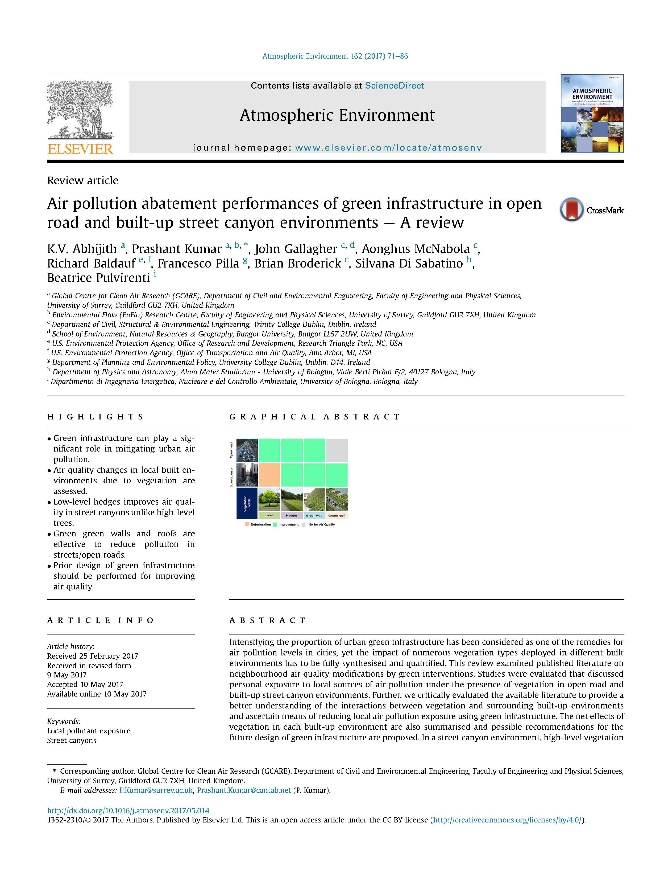 Atmospheric Environment 162 (2017) 71–86
Contents lists available at ScienceDirect
Atmospheric Environment
journal homepage: www.elsevier.com/locate/atmosenv
ELSEVIER
ATMOSPHERIC
ENVIRONMENT
Review article
Air pollution abatement performances of green infrastructure in open
road and built-up street canyon environments – A review
CrossMark
K.V. Abhijith a, Prashant Kumar a, b, *, John Gallagher c, d, Aonghus McNabola c,
Richard Baldauf e, f, Francesco Pilla g, Brian Broderick c, Silvana Di Sabatino h,
Beatrice Pulvirenti i
a Global Centre for Clean Air Research (GCARE), Department of Civil and Environmental Engineering, Faculty of Engineering and Physical Sciences,
University of Surrey, Guildford GU2 7XH, United Kingdom
b Environmental Flow (EnFlo) Research Centre, Faculty of Engineering and Physical Sciences, University of Surrey, Guildford GU2 7XH, United Kingdom
c Department of Civil, Structural & Environmental Engineering, Trinity College Dublin, Dublin, Ireland
d School of Environment, Natural Resources & Geography, Bangor University, Bangor LL57 2UW, United Kingdom
e U.S. Environmental Protection Agency, Office of Research and Development, Research Triangle Park, NC, USA
f U.S. Environmental Protection Agency, Office of Transportation and Air Quality, Ann Arbor, MI, USA
g Department of Planning and Environmental Policy, University College Dublin, Dublin, D14, Ireland
h Department of Physics and Astronomy, Alma Mater Studiorum - University of Bologna, Viale Berti Pichat 6/2, 40127 Bologna, Italy
i Dipartimento di Ingegneria Energetica, Nucleare e del Controllo Ambientale, University of Bologna, Bologna, Italy
HIGHLIGHTS
• Green infrastructure can play a sig-
nificant role in mitigating urban air
pollution.
• Air quality changes in local built en-
vironments due to vegetation are
assessed.
• Low-level hedges improves air qual-
ity in street canyons unlike high-level
trees.
• Green green walls and roofs are
effective to reduce pollution in
streets/open roads.
• Prior design of green infrastructure
should be performed for improving
air quality
GRAPHICAL ABSTRACT
Deterioration Improvement Air Quality
ARTICLE INFO
Article history:
Received 25 February 2017
Received in revised form
9 May 2017
Accepted 10 May 2017
Available online 10 May 2017
Keywords:
Local pollutant exposure
Street canyons
ABSTRACT
Intensifying the proportion of urban green infrastructure has been considered as one of the remedies for
air pollution levels in cities, yet the impact of numerous vegetation types deployed in different built
environments has to be fully synthesised and quantified. This review examined published literature on
neighbourhood air quality modifications by green interventions. Studies were evaluated that discussed
personal exposure to local sources of air pollution under the presence of vegetation in open road and
built-up street canyon environments. Further, we critically evaluated the available literature to provide a
better understanding of the interactions between vegetation and surrounding built-up environments
and ascertain means of reducing local air pollution exposure using green infrastructure. The net effects of
vegetation in each built-up environment are also summarised and possible recommendations for the
future design of green infrastructure are proposed. In a street canyon environment, high-level vegetation
* Corresponding author. Global Centre for Clean Air Research (GCARE), Department of Civil and Environmental Engineering, Faculty of Engineering and Physical Sciences,
University of Surrey, Guildford GU2 7XH, United Kingdom.
E-mail addresses: P.Kumar@surrey.ac.uk, Prashant.Kumar@cantab.net (P. Kumar).
http://dx.doi.org/10.1016/j.atmosenv.2017.05.014
1352-2310/© 2017 The Authors. Published by Elsevier Ltd. This is an open access article under the CC BY license (http://creativecommons.org/licenses/by/4.0/).